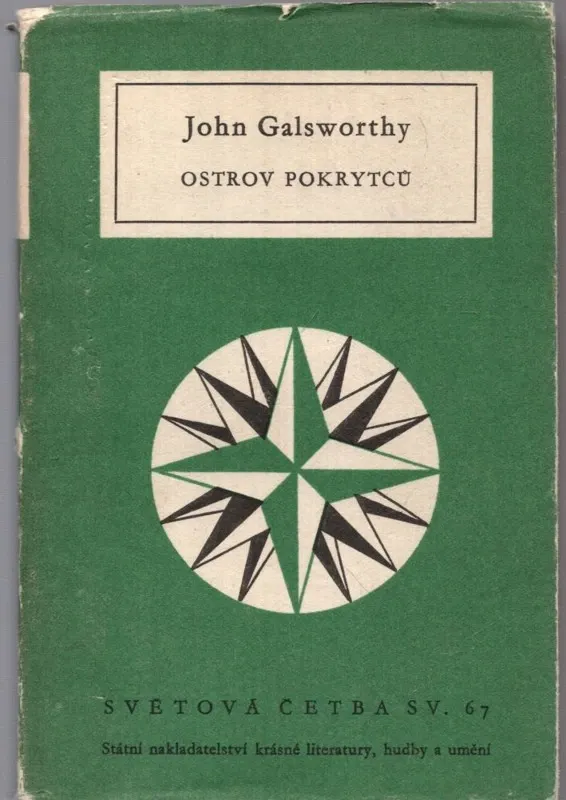 John Galsworthy
OSTROV POKRYTCŮ
SVĚTOVÁ ČETBA SV. 67
Státní nakladatelství krásné literatury, hudby a umění